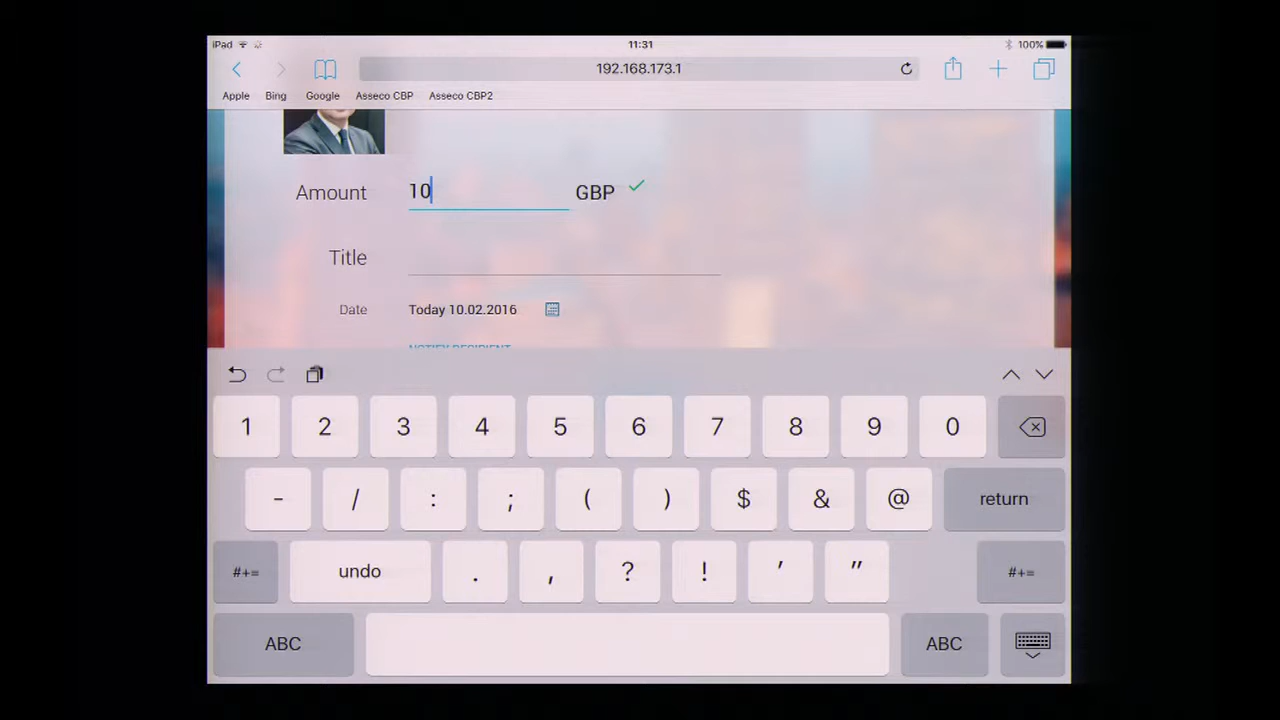 iPad 11:31 100%
192.168.173.1
Apple Bing Google Asseco CBP Asseco CBP2
Amount 10 GBP
Title
Date Today 10.02.2016
NOTIFY RECIPIENT
1 2 3 4 5 6 7 8 9 0
- / : ; ( ) $ & @ return
#+= undo . , ? ! ' " #+=
ABC ABC